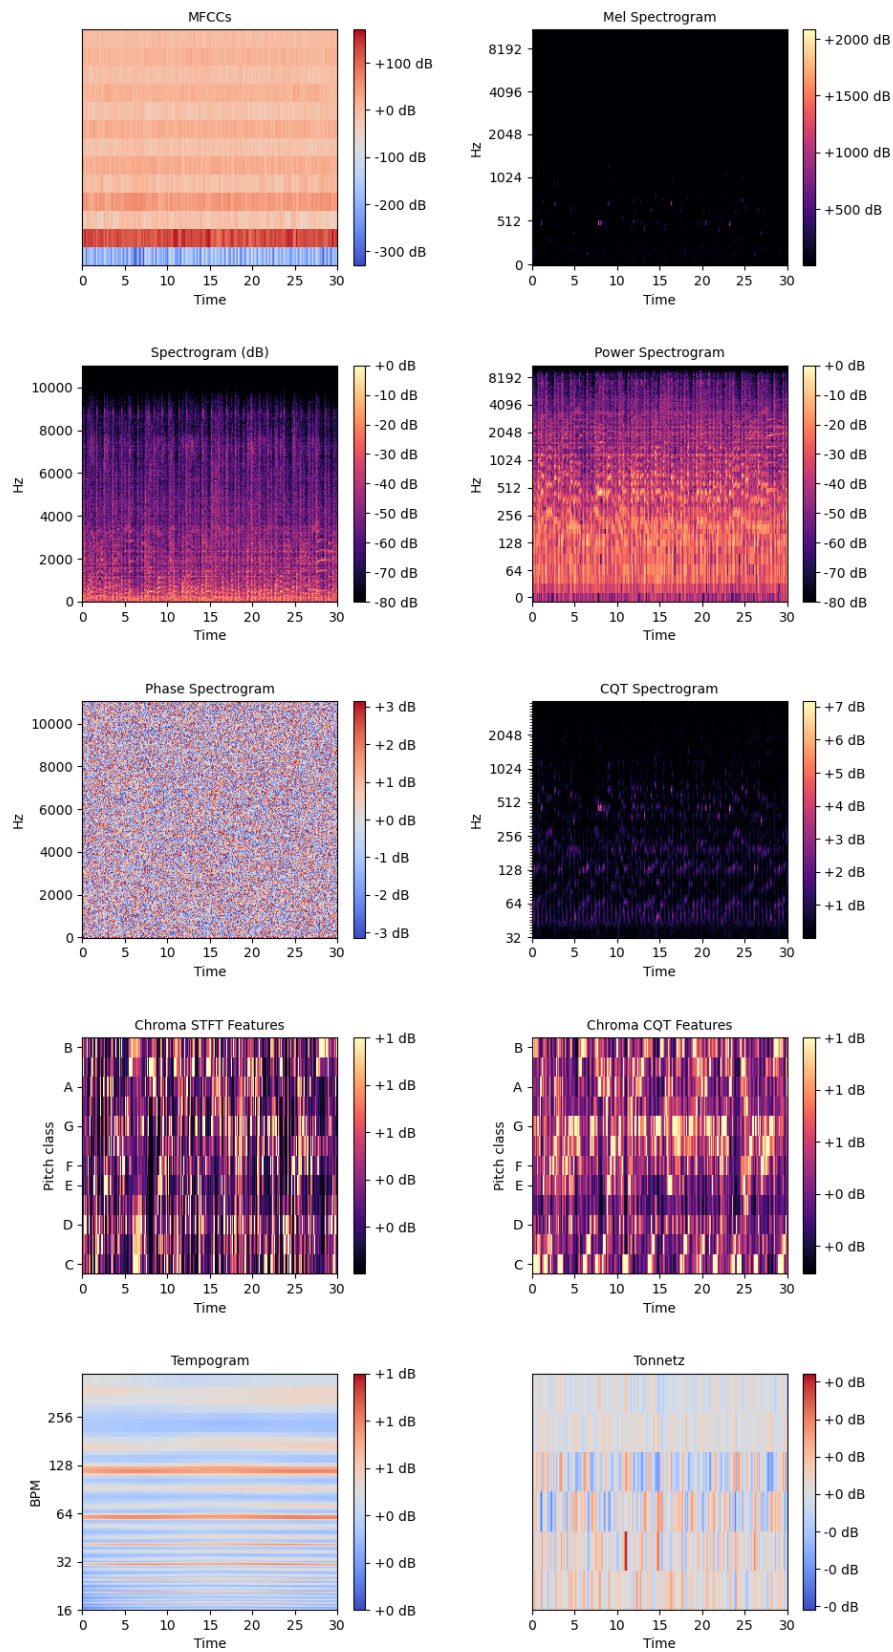 MFCCs
+100 dB
+0 dB
-100 dB
-200 dB
-300 dB
0 5 10 15 20 25 30
Time
Mel Spectrogram
8192
4096
2048
1024
512
0
Hz
+2000 dB
+1500 dB
+1000 dB
+500 dB
0 5 10 15 20 25 30
Time
Spectrogram (dB)
10000
8000
6000
4000
2000
0
Hz
+0 dB
-10 dB
-20 dB
-30 dB
-40 dB
-50 dB
-60 dB
-70 dB
-80 dB
0 5 10 15 20 25 30
Time
Power Spectrogram
8192
4096
2048
1024
512
256
128
64
0
Hz
+0 dB
-10 dB
-20 dB
-30 dB
-40 dB
-50 dB
-60 dB
-70 dB
-80 dB
0 5 10 15 20 25 30
Time
Phase Spectrogram
10000
8000
6000
4000
2000
0
Hz
+3 dB
+2 dB
+1 dB
+0 dB
-1 dB
-2 dB
-3 dB
0 5 10 15 20 25 30
Time
CQT Spectrogram
2048
1024
512
256
128
64
32
Hz
+7 dB
+6 dB
+5 dB
+4 dB
+3 dB
+2 dB
+1 dB
0 5 10 15 20 25 30
Time
Chroma STFT Features
B
A
G
F
E
D
C
Pitch class
+1 dB
+1 dB
+1 dB
+0 dB
+0 dB
0 5 10 15 20 25 30
Time
Chroma CQT Features
B
A
G
F
E
D
C
Pitch class
+1 dB
+1 dB
+1 dB
+0 dB
+0 dB
0 5 10 15 20 25 30
Time
Tempogram
256
128
64
32
16
BPM
+1 dB
+1 dB
+1 dB
+0 dB
+0 dB
+0 dB
0 5 10 15 20 25 30
Time
Tonnetz
+0 dB
+0 dB
+0 dB
+0 dB
-0 dB
-0 dB
-0 dB
0 5 10 15 20 25 30
Time